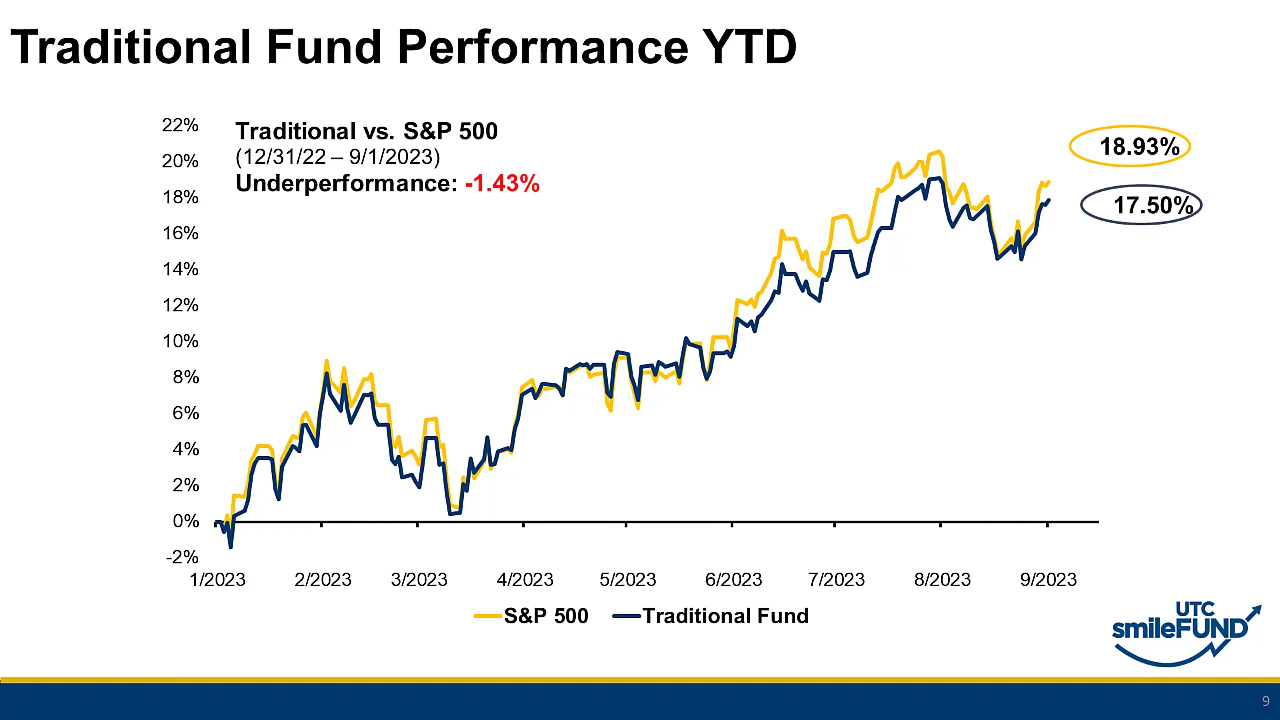 Traditional Fund Performance YTD
Traditional vs. S&P 500
(12/31/22 – 9/1/2023)
Underperformance: -1.43%
22%
20%
18%
16%
14%
12%
10%
8%
6%
4%
2%
0%
-2%
18.93%
17.50%
1/2023 2/2023 3/2023 4/2023 5/2023 6/2023 7/2023 8/2023 9/2023
S&P 500 Traditional Fund
UTC
smileFUND
9